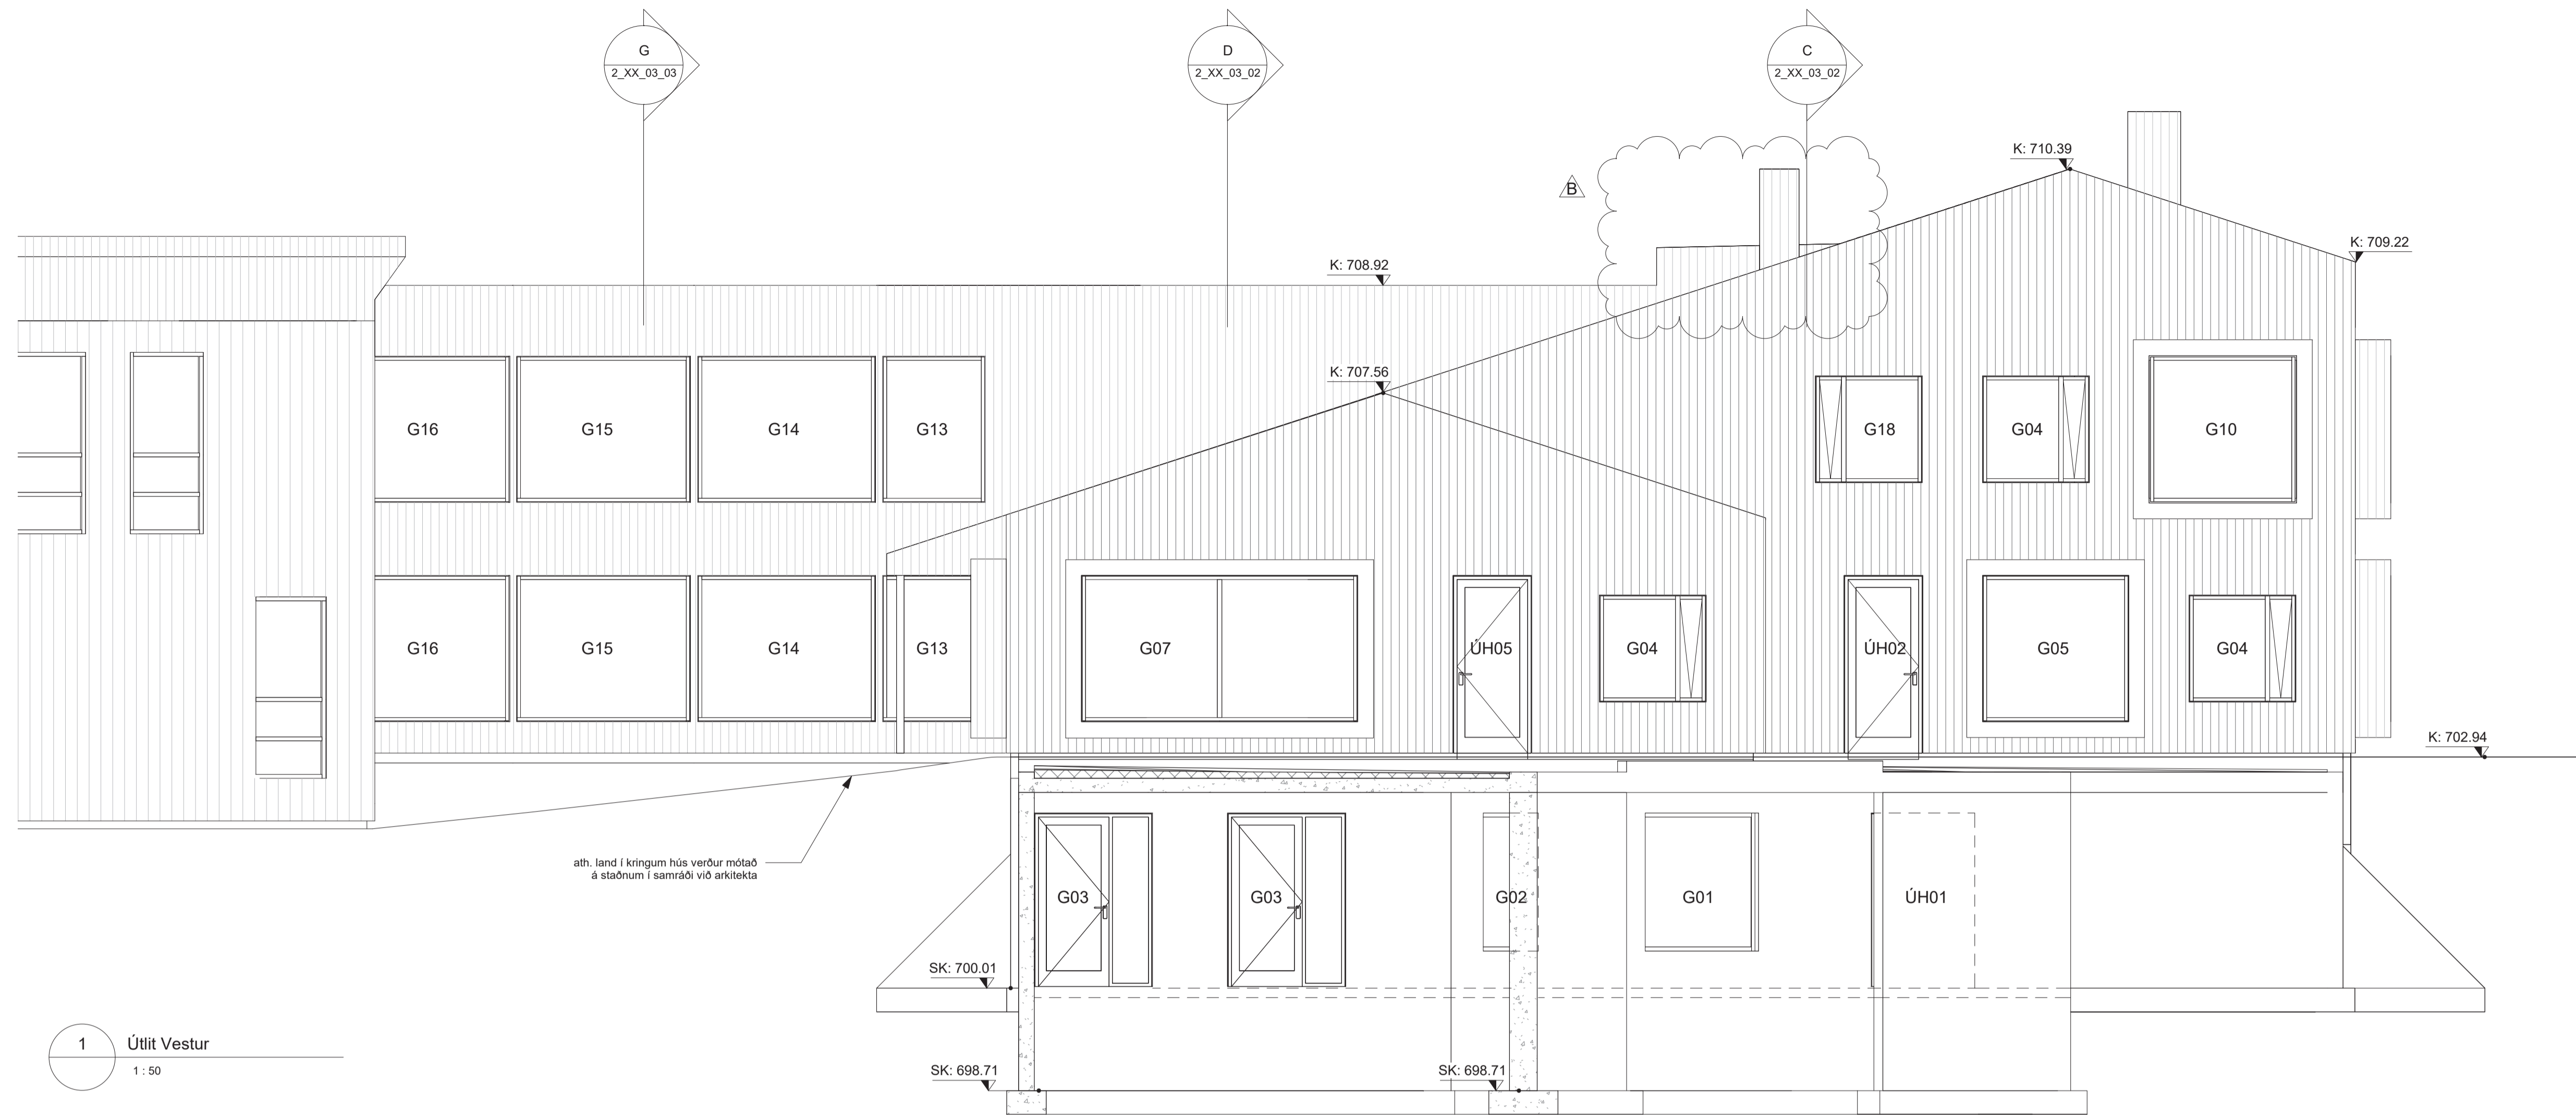 G
2_XX_03_03
D
2_XX_03_02
C
2_XX_03_02
B
K: 710.39
K: 709.22
K: 708.92
K: 707.56
G16
G15
G14
G13
G18
G04
G10
G16
G15
G14
G13
G07
ÚH05
G04
ÚH02
G05
G04
K: 702.94
ath. land í kringum hús verður mótað
á staðnum í samráði við arkitekta
G03
G03
G02
G01
ÚH01
SK: 700.01
1
Útlit Vestur
1 : 50
SK: 698.71
SK: 698.71